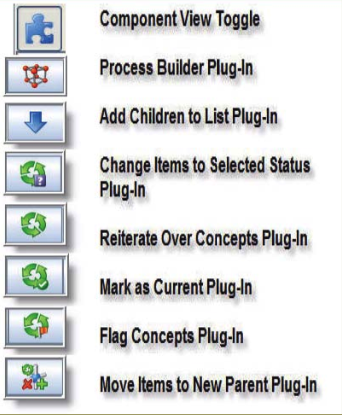 Component View Toggle
Process Builder Plug-In
Add Children to List Plug-In
Change Items to Selected Status
Plug-In
Reiterate Over Concepts Plug-In
Mark as Current Plug-In
Flag Concepts Plug-In
Move Items to New Parent Plug-In